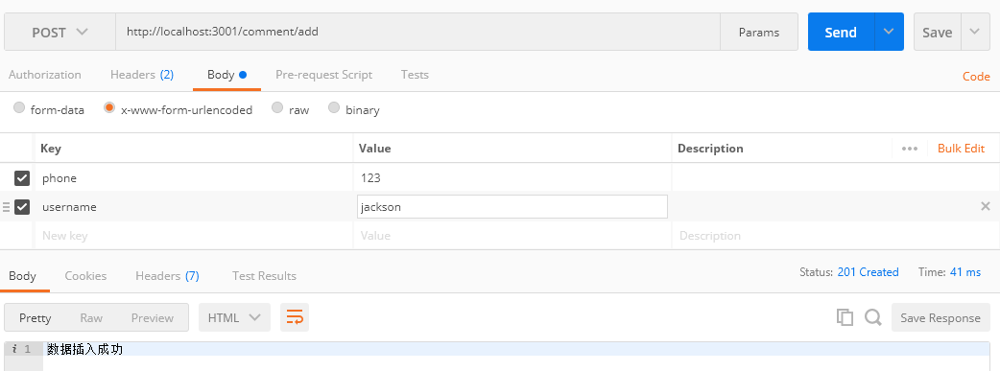 POST http://localhost:3001/comment/add Params Send Save
Authorization Headers (2) Body Pre-request Script Tests Code
form-data x-www-form-urlencoded raw binary
Key Value Description ••• Bulk Edit
phone 123
username jackson
New key Value Description
Body Cookies Headers (7) Test Results Status: 201 Created Time: 41 ms
Pretty Raw Preview HTML Save Response
i 1 数据插入成功